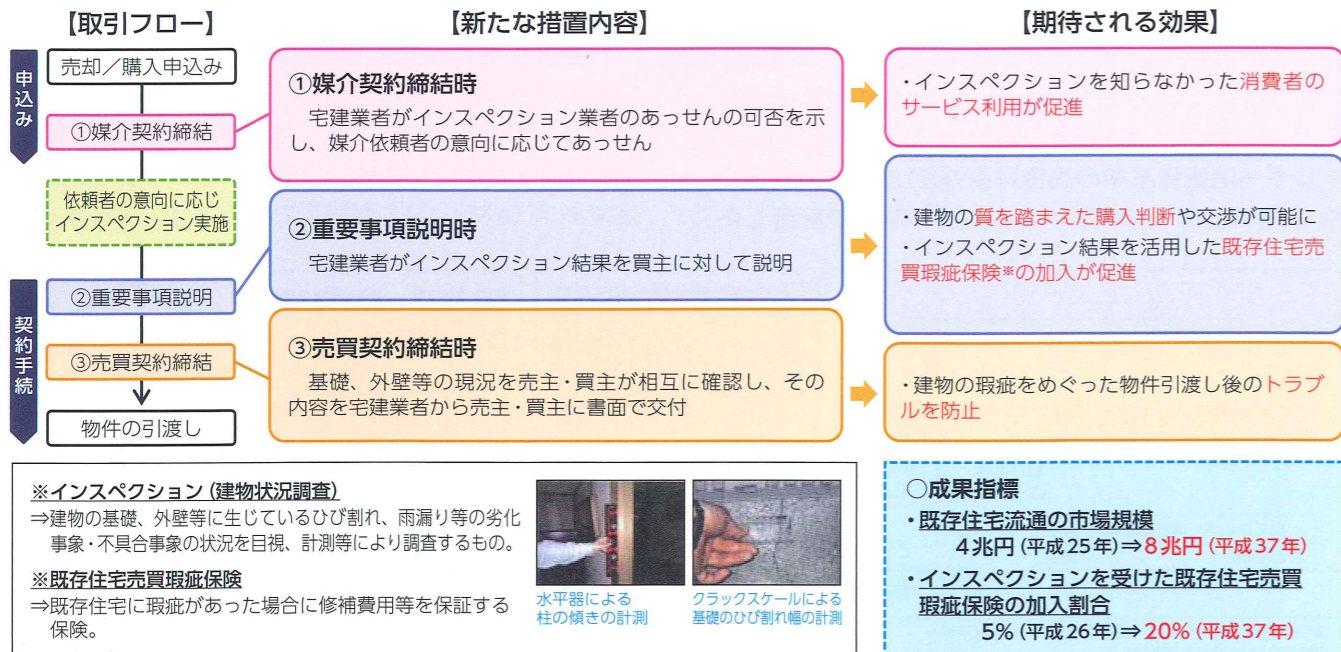 【取引フロー】
【新たな措置内容】
【期待される効果】
申込み
売却／購入申込み
①媒介契約締結
依頼者の意向に応じ
インスペクション実施
契約手続
②重要事項説明
③売買契約締結
物件の引渡し
①媒介契約締結時
宅建業者がインスペクション業者のあっせんの可否を示
し、媒介依頼者の意向に応じてあっせん
②重要事項説明時
宅建業者がインスペクション結果を買主に対して説明
③売買契約締結時
基礎、外壁等の現況を売主・買主が相互に確認し、その
内容を宅建業者から売主・買主に書面で交付
・インスペクションを知らなかった消費者の
サービス利用が促進
・建物の質を踏まえた購入判断や交渉が可能に
・インスペクション結果を活用した既存住宅売
買瑕疵保険※の加入が促進
・建物の瑕疵をめぐった物件引渡し後のトラブ
ルを防止
※インスペクション（建物状況調査）
⇒建物の基礎、外壁等に生じているひび割れ、雨漏り等の劣化
事象・不具合事象の状況を目視、計測等により調査するもの。
※既存住宅売買瑕疵保険
⇒既存住宅に瑕疵があった場合に修補費用等を保証する
保険。
水平器による
柱の傾きの計測
クラックスケールによる
基礎のひび割れ幅の計測
○成果指標
・既存住宅流通の市場規模
4兆円（平成25年）⇒8兆円（平成37年）
・インスペクションを受けた既存住宅売買
瑕疵保険の加入割合
5%（平成26年）⇒20%（平成37年）